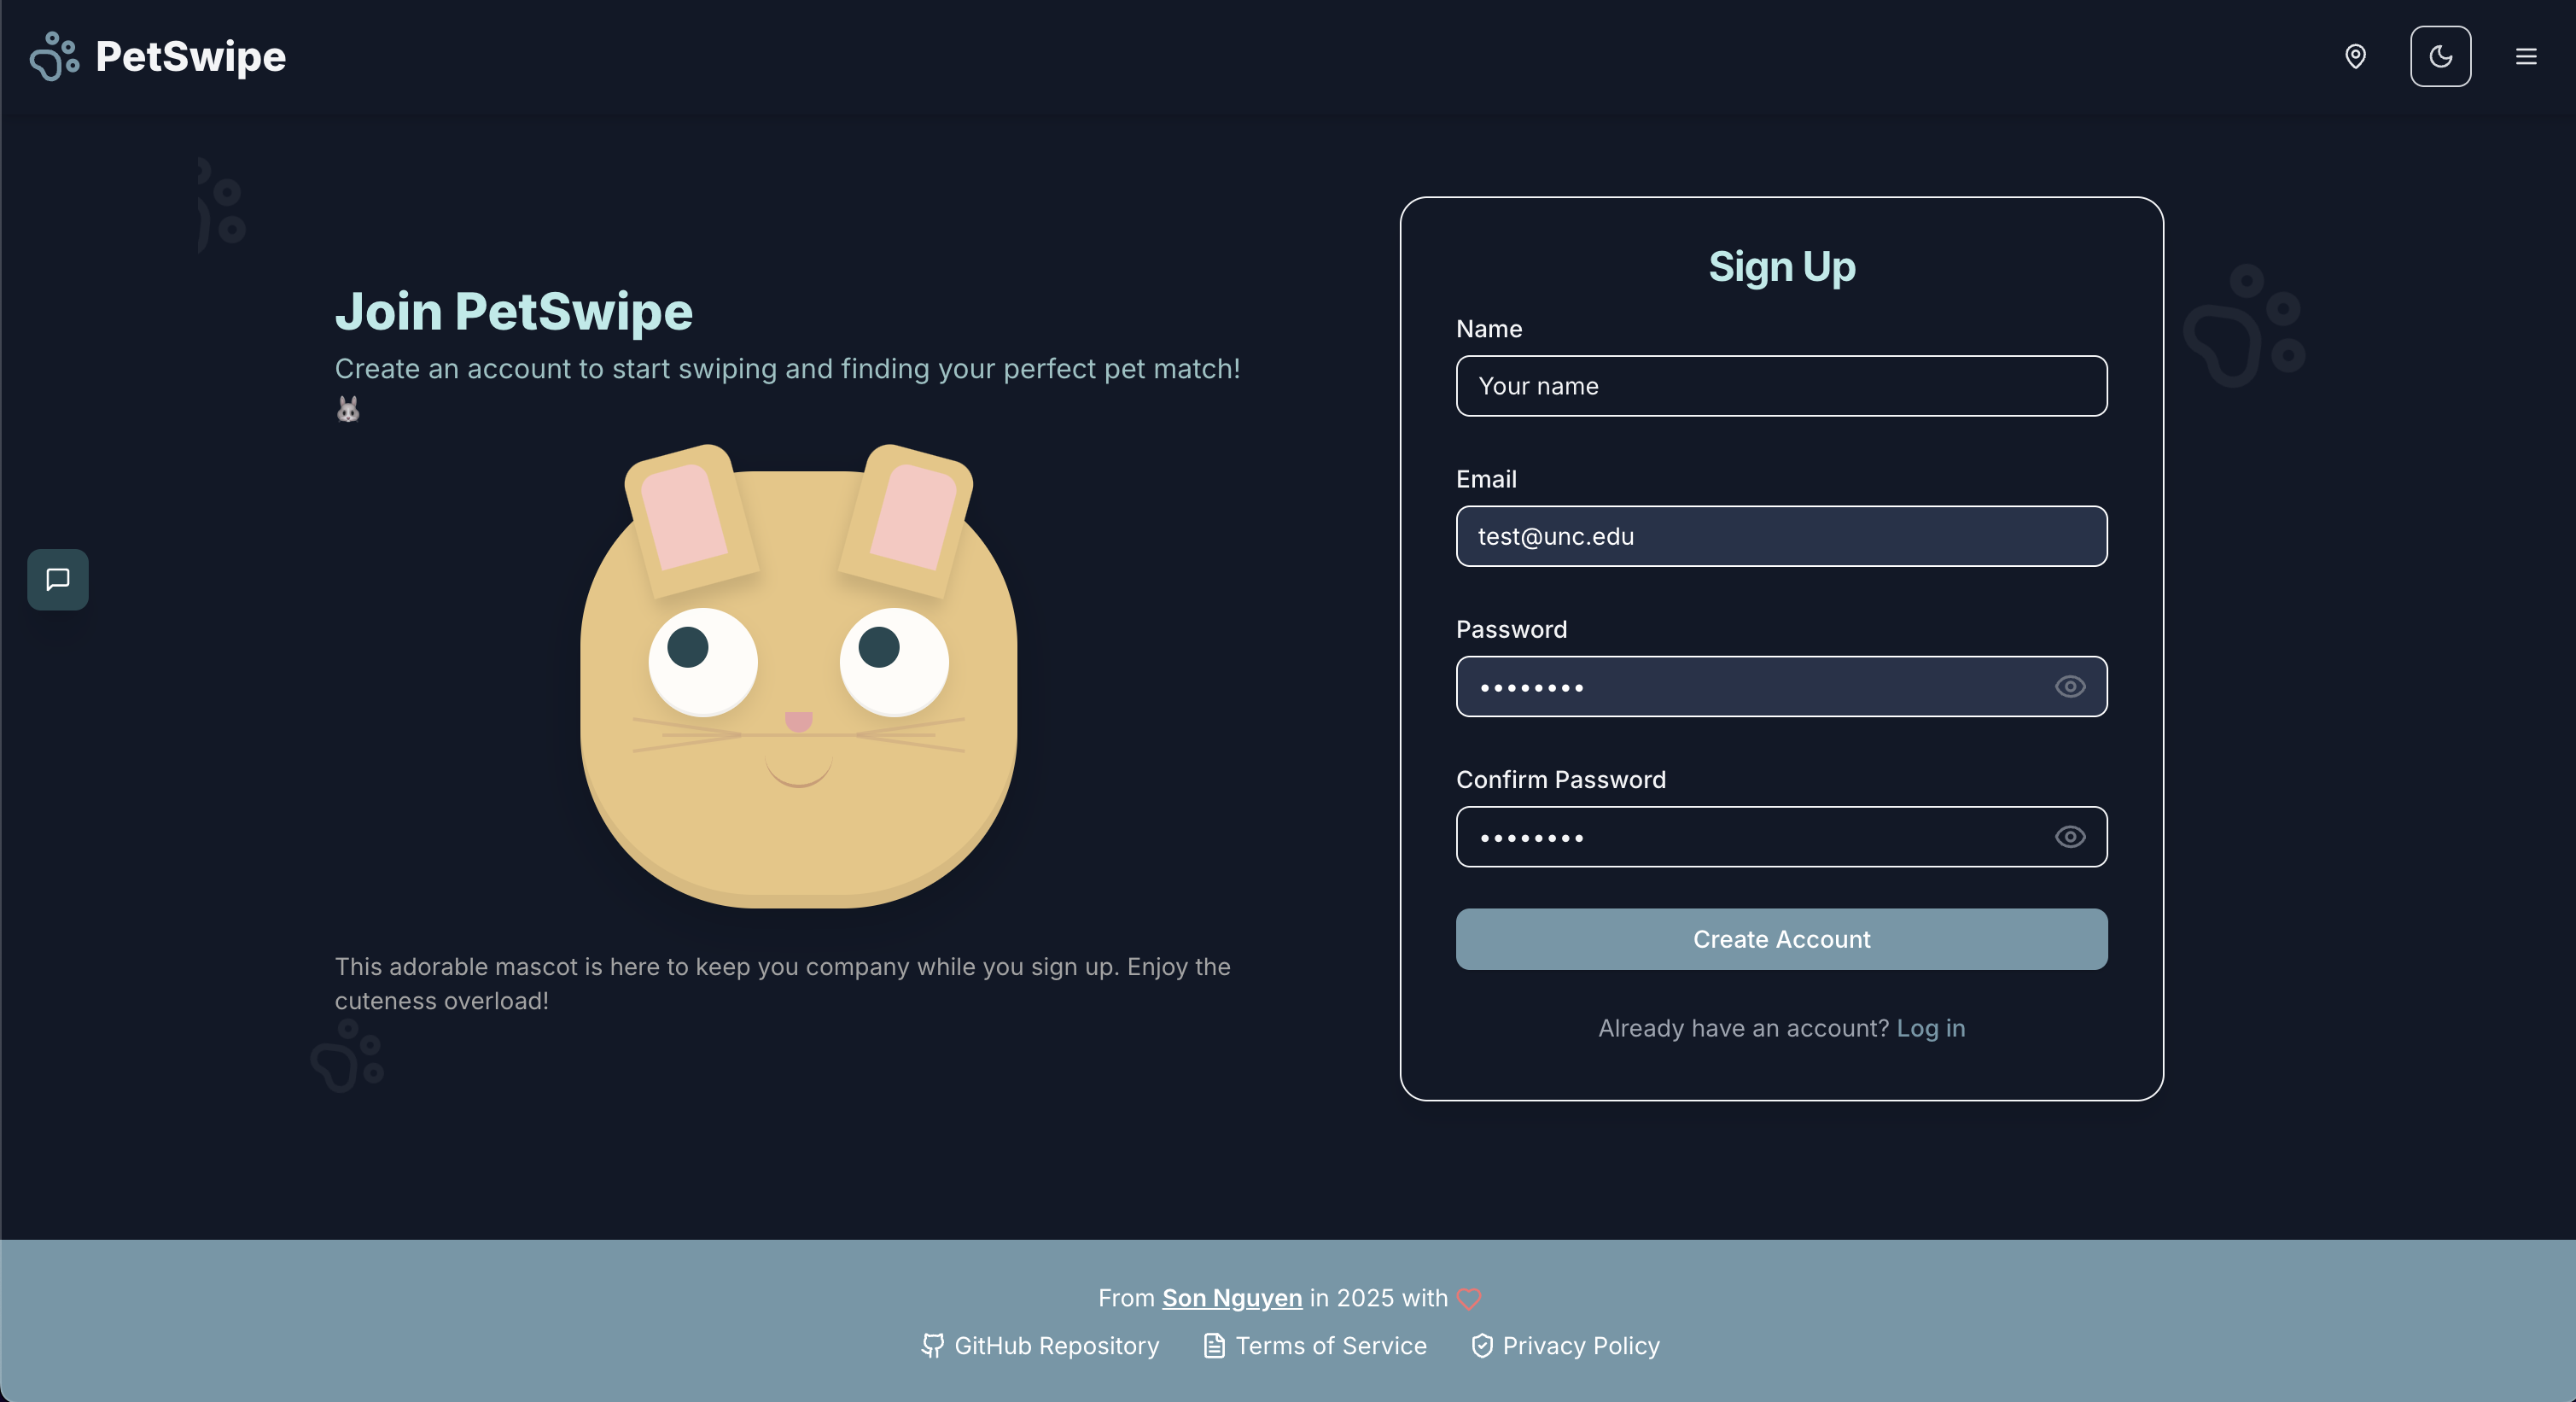 PetSwipe
Join PetSwipe
Create an account to start swiping and finding your perfect pet match!
🐰
This adorable mascot is here to keep you company while you sign up. Enjoy the
cuteness overload!
Sign Up
Name
Your name
Email
test@unc.edu
Password
••••••••
Confirm Password
••••••••
Create Account
Already have an account? Log in
From Son Nguyen in 2025 with
GitHub Repository Terms of Service Privacy Policy